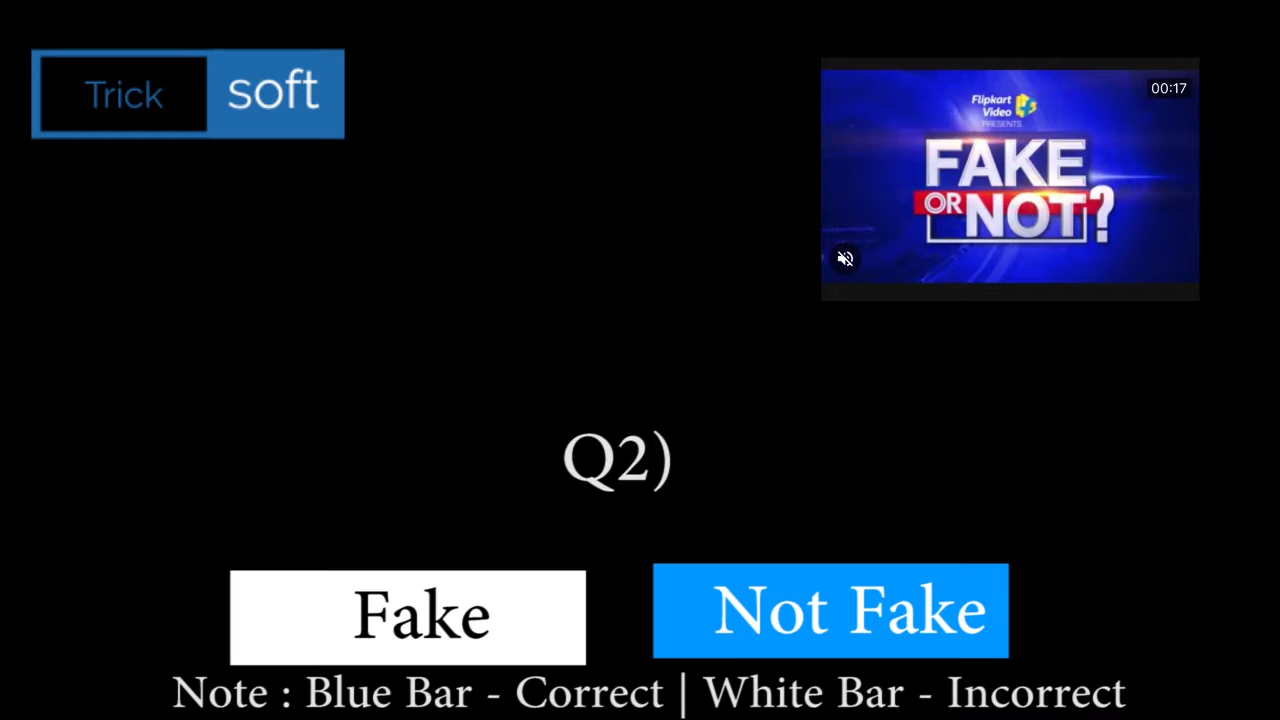 Trick soft
00:17
Flipkart
Video
PRESENTS
FAKE
OR NOT?
Q2)
Fake
Not Fake
Note : Blue Bar - Correct | White Bar - Incorrect